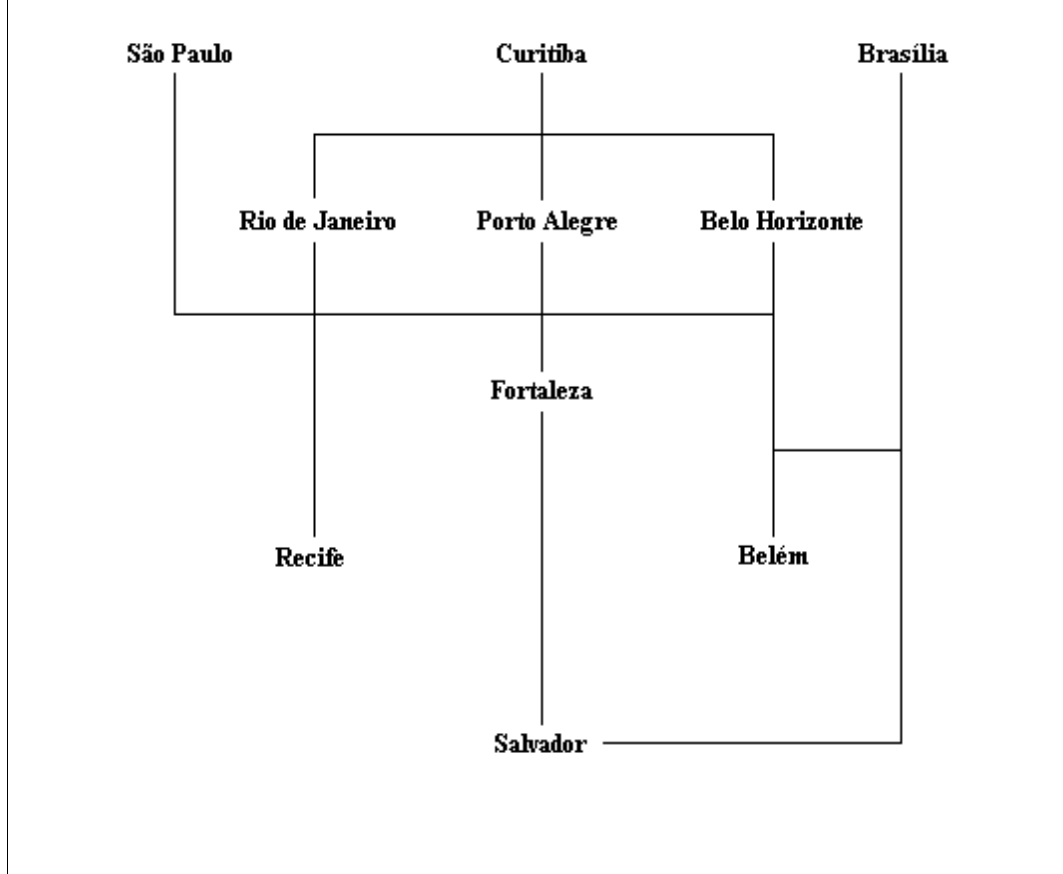 São Paulo
Curitiba
Brasília
Rio de Janeiro
Porto Alegre
Belo Horizonte
Fortaleza
Recife
Belém
Salvador